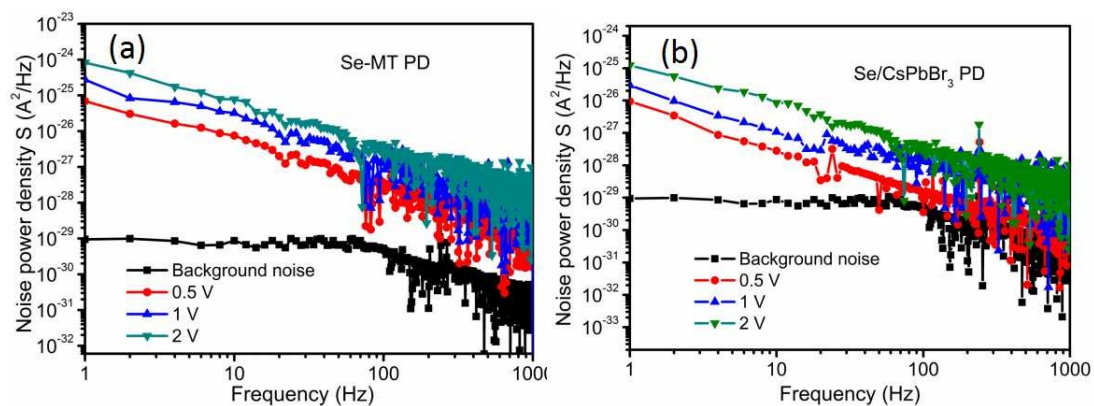 (a)
Se-MT PD
Noise power density S (A²/Hz)
10⁻²³
10⁻²⁴
10⁻²⁵
10⁻²⁶
10⁻²⁷
10⁻²⁸
10⁻²⁹
10⁻³⁰
10⁻³¹
10⁻³²
Background noise
0.5 V
1 V
2 V
1
10
100
1000
Frequency (Hz)
(b)
Se/CsPbBr₃ PD
Noise power density S (A²/Hz)
10⁻²³
10⁻²⁴
10⁻²⁵
10⁻²⁶
10⁻²⁷
10⁻²⁸
10⁻²⁹
10⁻³⁰
10⁻³¹
10⁻³²
10⁻³³
Background noise
0.5 V
1 V
2 V
1
10
100
1000
Frequency (Hz)